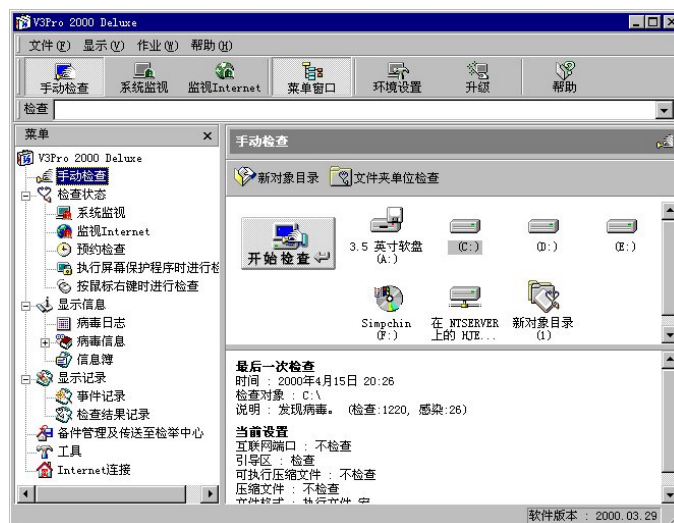 V3Pro 2000 Deluxe
文件(F) 显示(V) 作业(W) 帮助(H)
手动检查 系统监视 监视Internet 菜单窗口 环境设置 升级 帮助
检查
菜单
V3Pro 2000 Deluxe
手动检查
检查状态
系统监视
监视Internet
预约检查
执行屏幕保护程序时进行检
按鼠标右键时进行检查
显示信息
病毒日志
病毒信息
信息簿
显示记录
事件记录
检查结果记录
备件管理及传送至检举中心
工具
Internet连接
手动检查
新对象目录 文件夹单位检查
开始检查
3.5 英寸软盘 (A:)
(C:)
(D:)
(E:)
Simpchin (F:)
在 NTSERVER 上的 HJE...
新对象目录 (1)
最后一次检查
时间 : 2000年4月15日 20:26
检查对象 : C:\
说明 : 发现病毒。 (检查:1220, 感染:26)
当前设置
互联网端口 : 不检查
引导区 : 检查
可执行压缩文件 : 不检查
压缩文件 : 不检查
文件格式 : 执行文件,宏
软件版本 : 2000.03.29